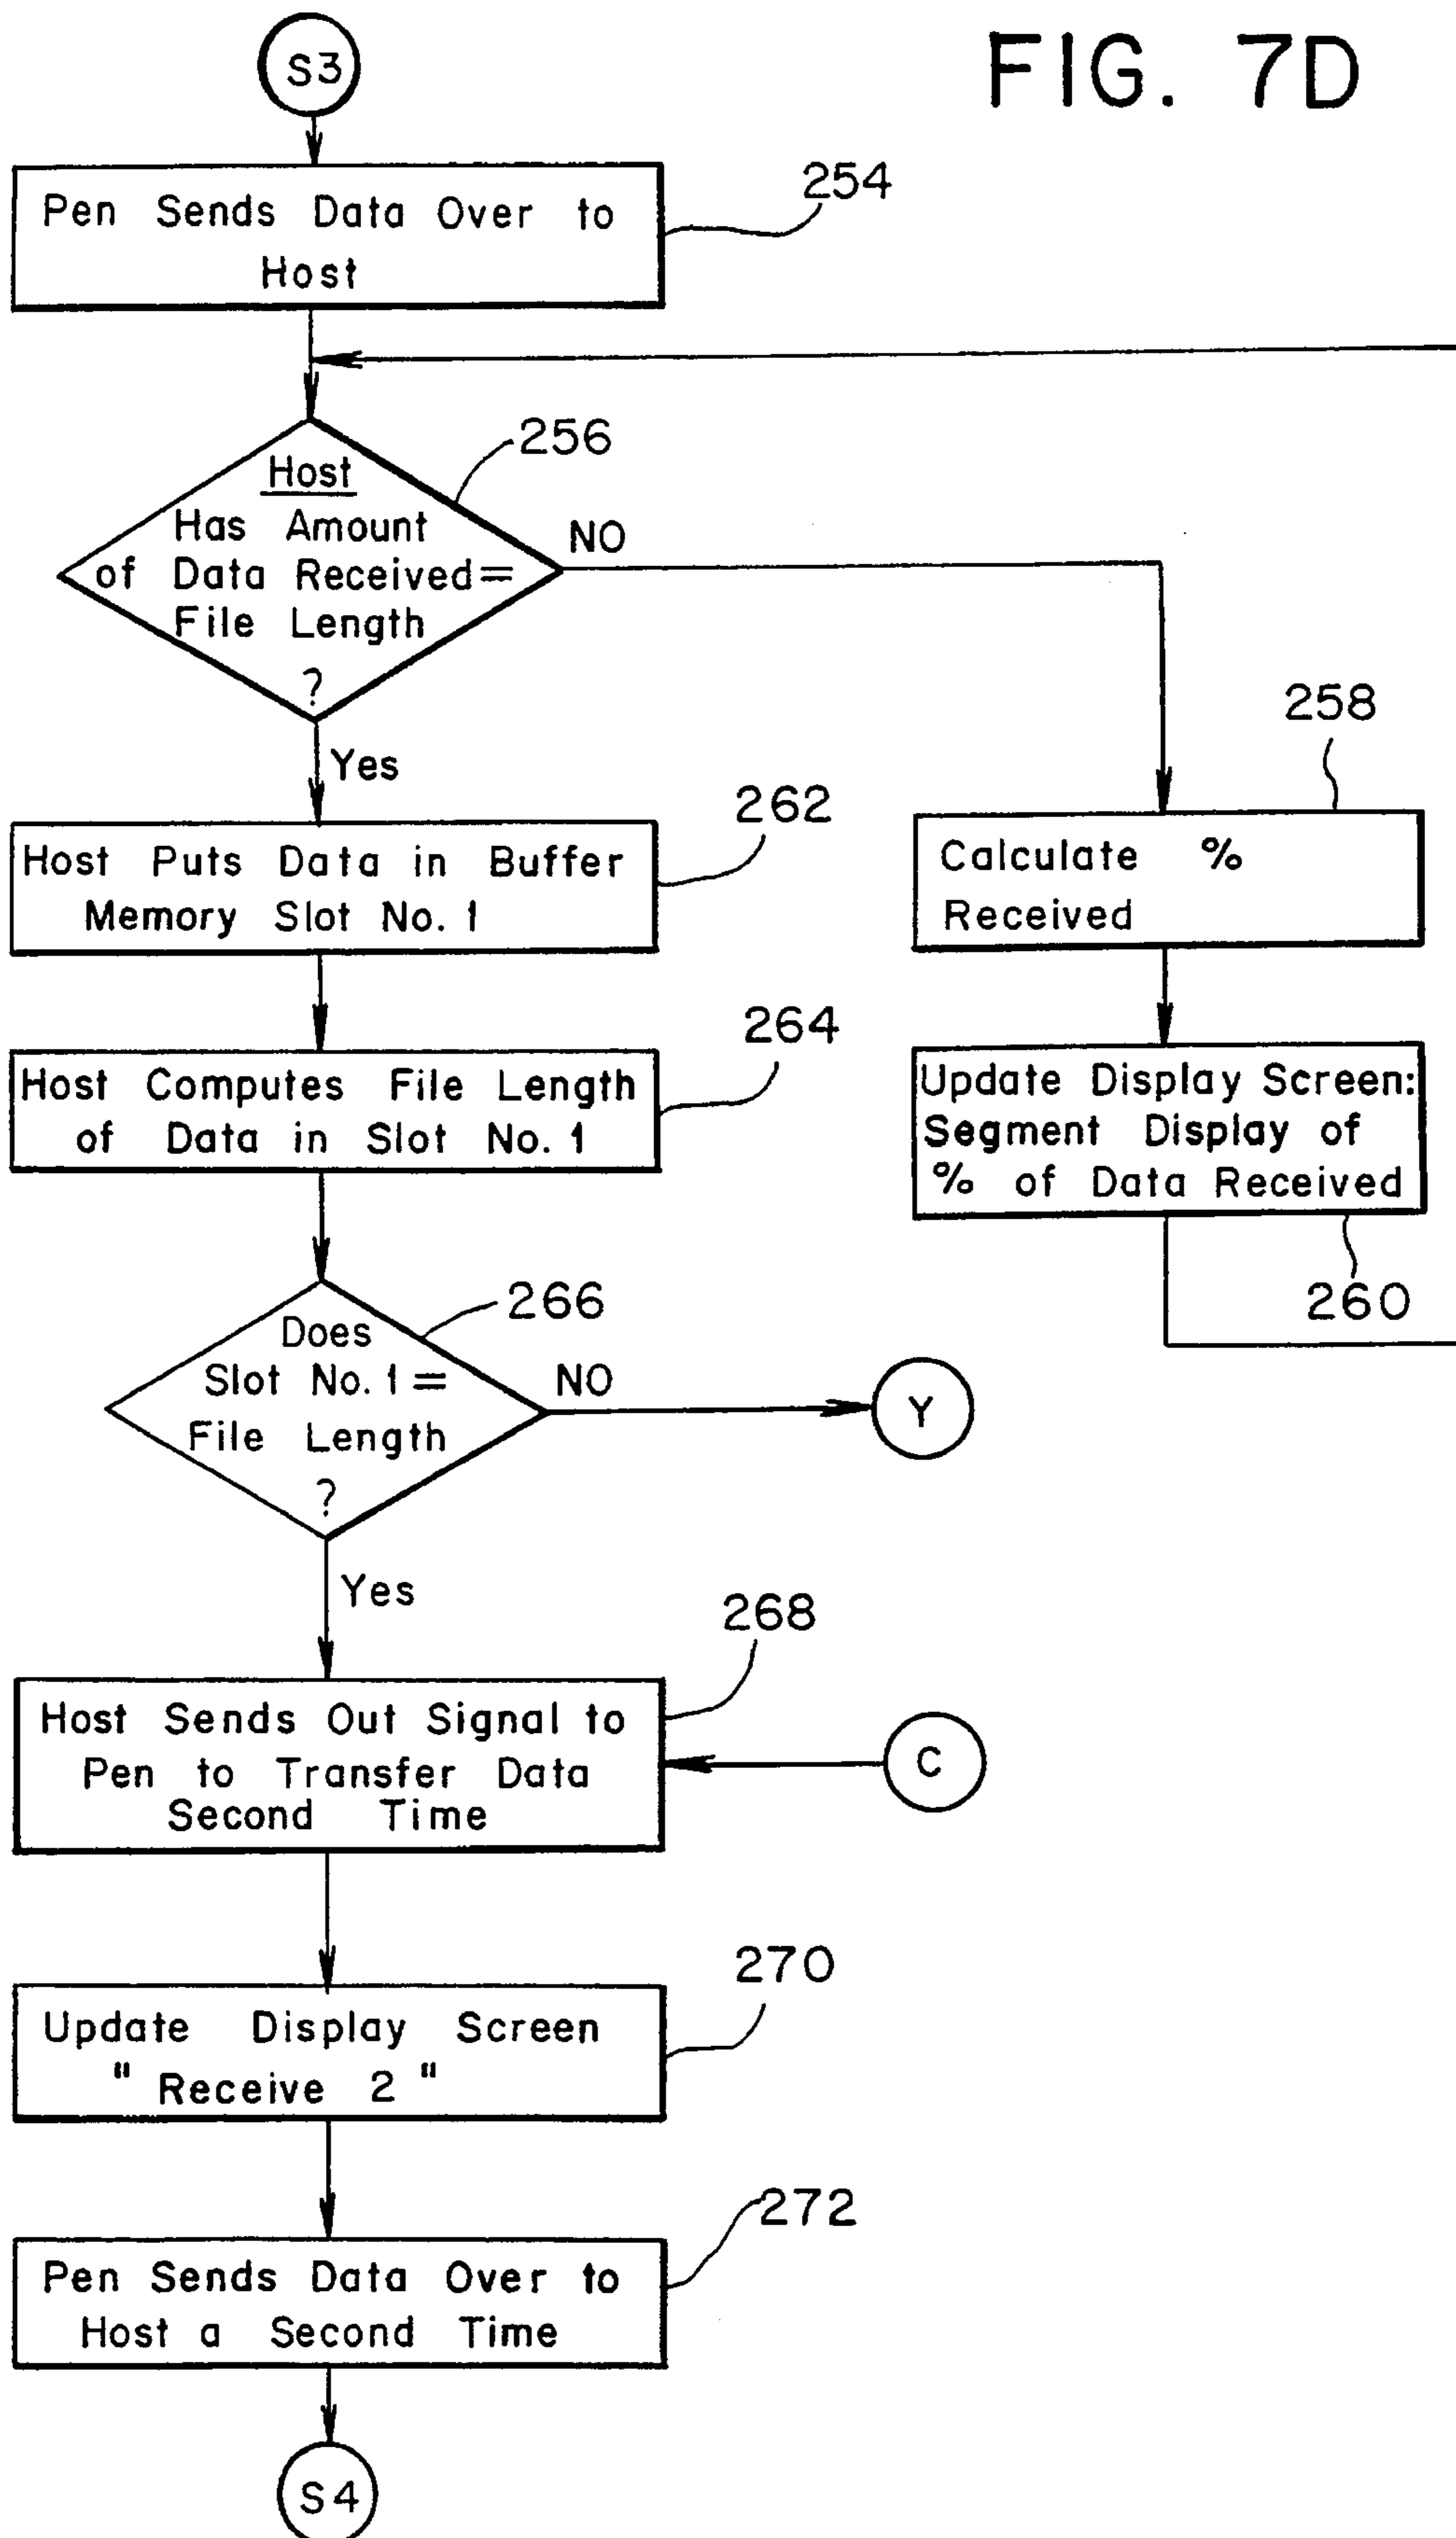 FIG. 7D
S3
254
Pen Sends Data Over to
Host
256
Host
Has Amount
of Data Received=
File Length
?
NO
Yes
258
Calculate %
Received
262
Host Puts Data in Buffer
Memory Slot No. 1
264
Host Computes File Length
of Data in Slot No. 1
Update Display Screen:
Segment Display of
% of Data Received
260
266
Does
Slot No. 1 =
File Length
?
NO
Y
Yes
268
Host Sends Out Signal to
Pen to Transfer Data
Second Time
C
270
Update Display Screen
" Receive 2 "
272
Pen Sends Data Over to
Host a Second Time
S4